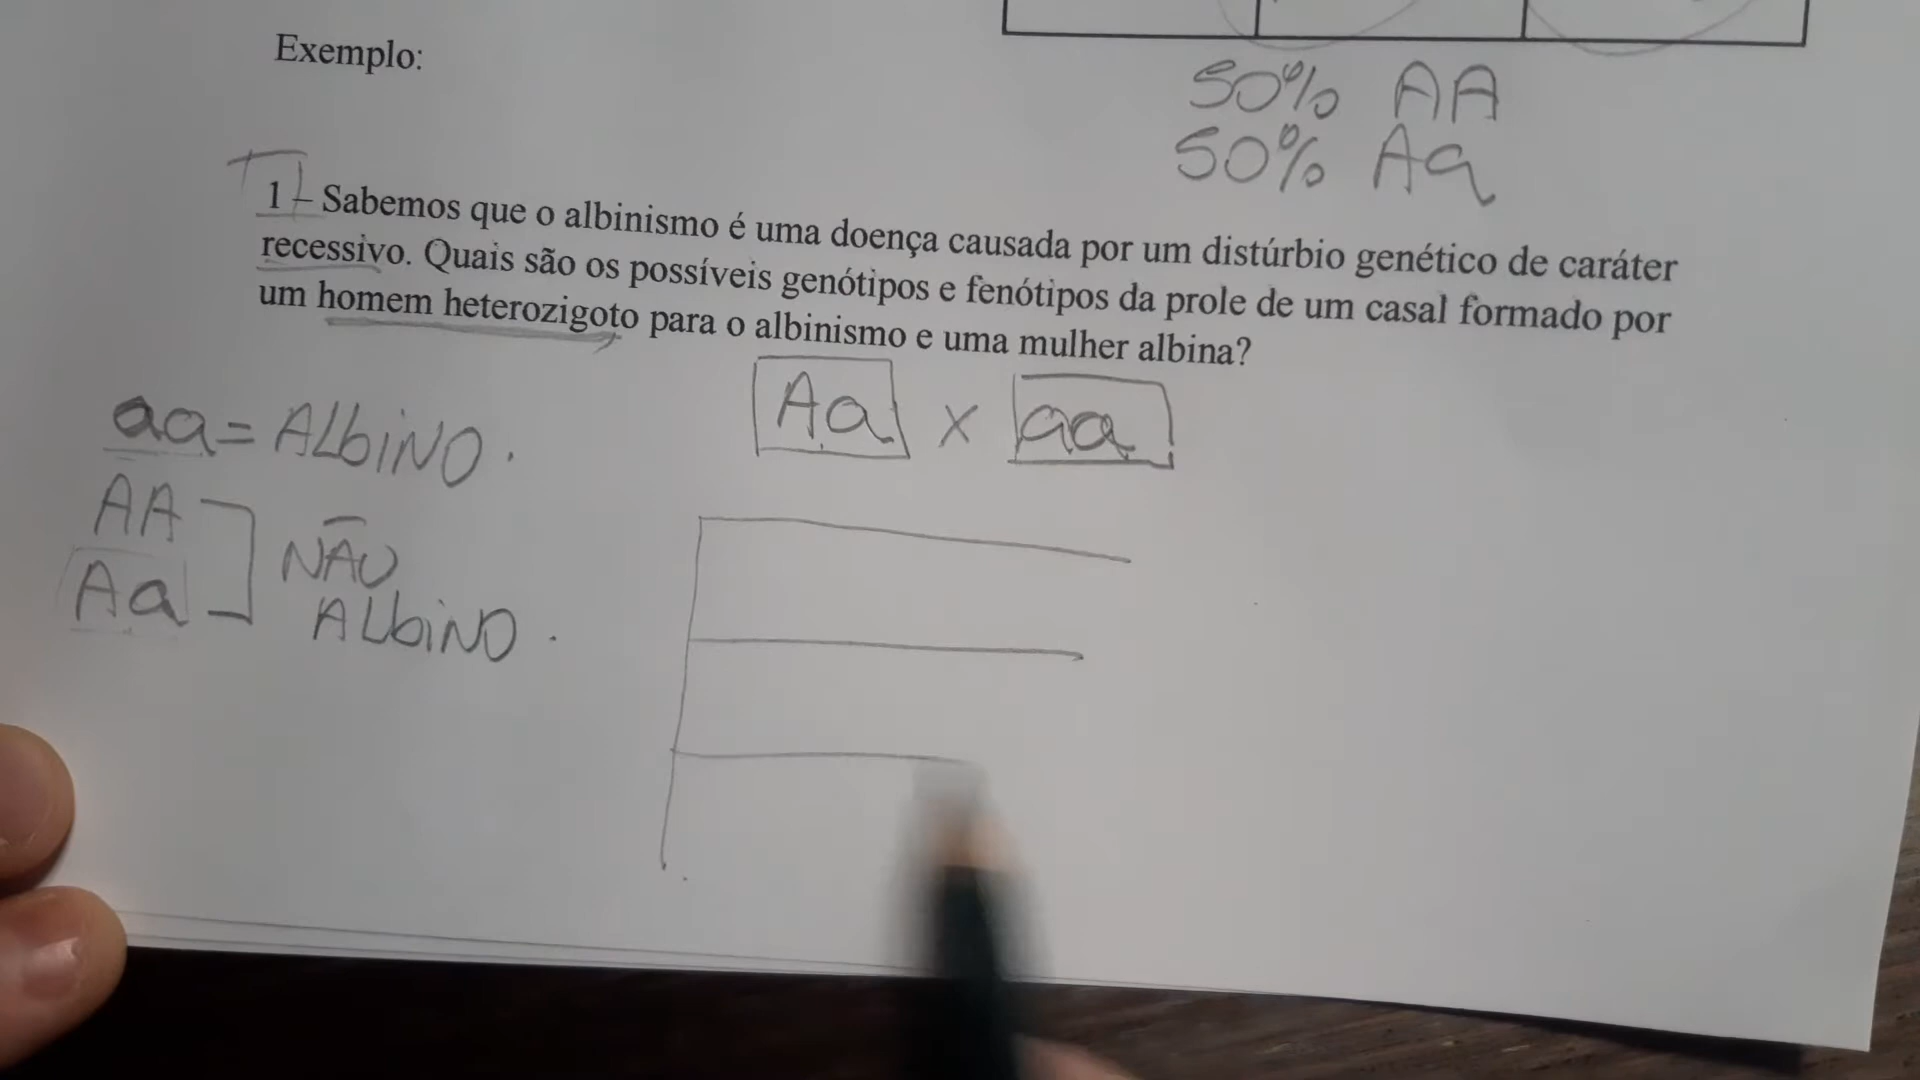 Exemplo:
50% AA
50% Aa
1 – Sabemos que o albinismo é uma doença causada por um distúrbio genético de caráter
recessivo. Quais são os possíveis genótipos e fenótipos da prole de um casal formado por
um homem heterozigoto para o albinismo e uma mulher albina?
Aa x aa
aa = ALbiNO.
AA
Aa
NÃO
ALbiNO.